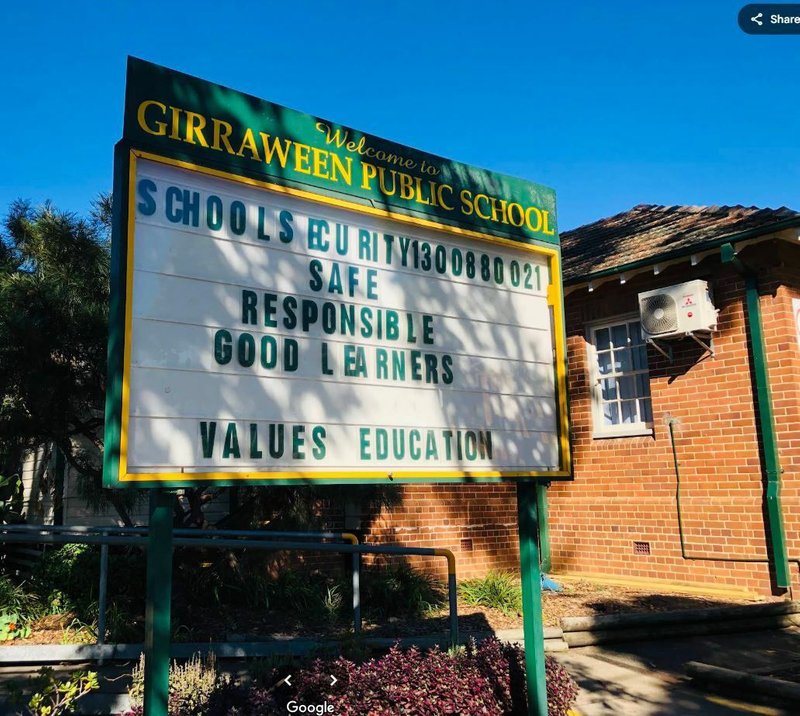 Share
Welcome to
GIRRAWEEN PUBLIC SCHOOL
SCHOOL SECURITY 1300880021
SAFE
RESPONSIBLE
GOOD LEARNERS
VALUES EDUCATION
Google